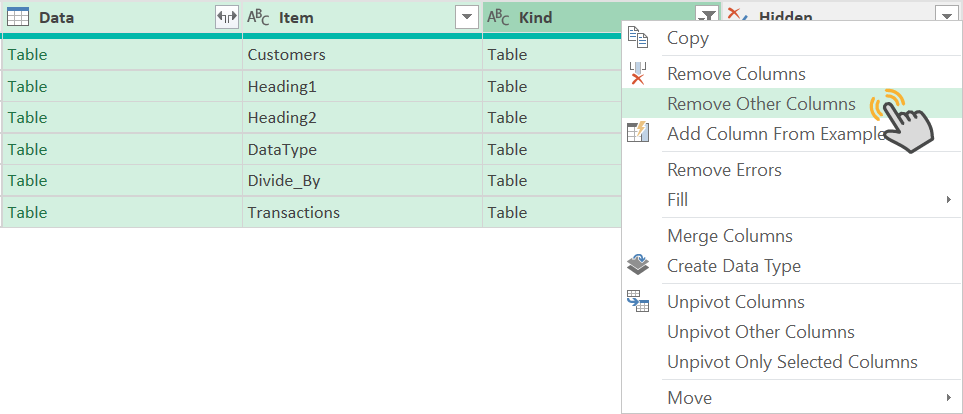 Data ABC Item ABC Kind Hidden
Table Customers Table
Table Heading1 Table
Table Heading2 Table
Table DataType Table
Table Divide_By Table
Table Transactions Table
Copy
Remove Columns
Remove Other Columns
Add Column From Example
Remove Errors
Fill
Merge Columns
Create Data Type
Unpivot Columns
Unpivot Other Columns
Unpivot Only Selected Columns
Move